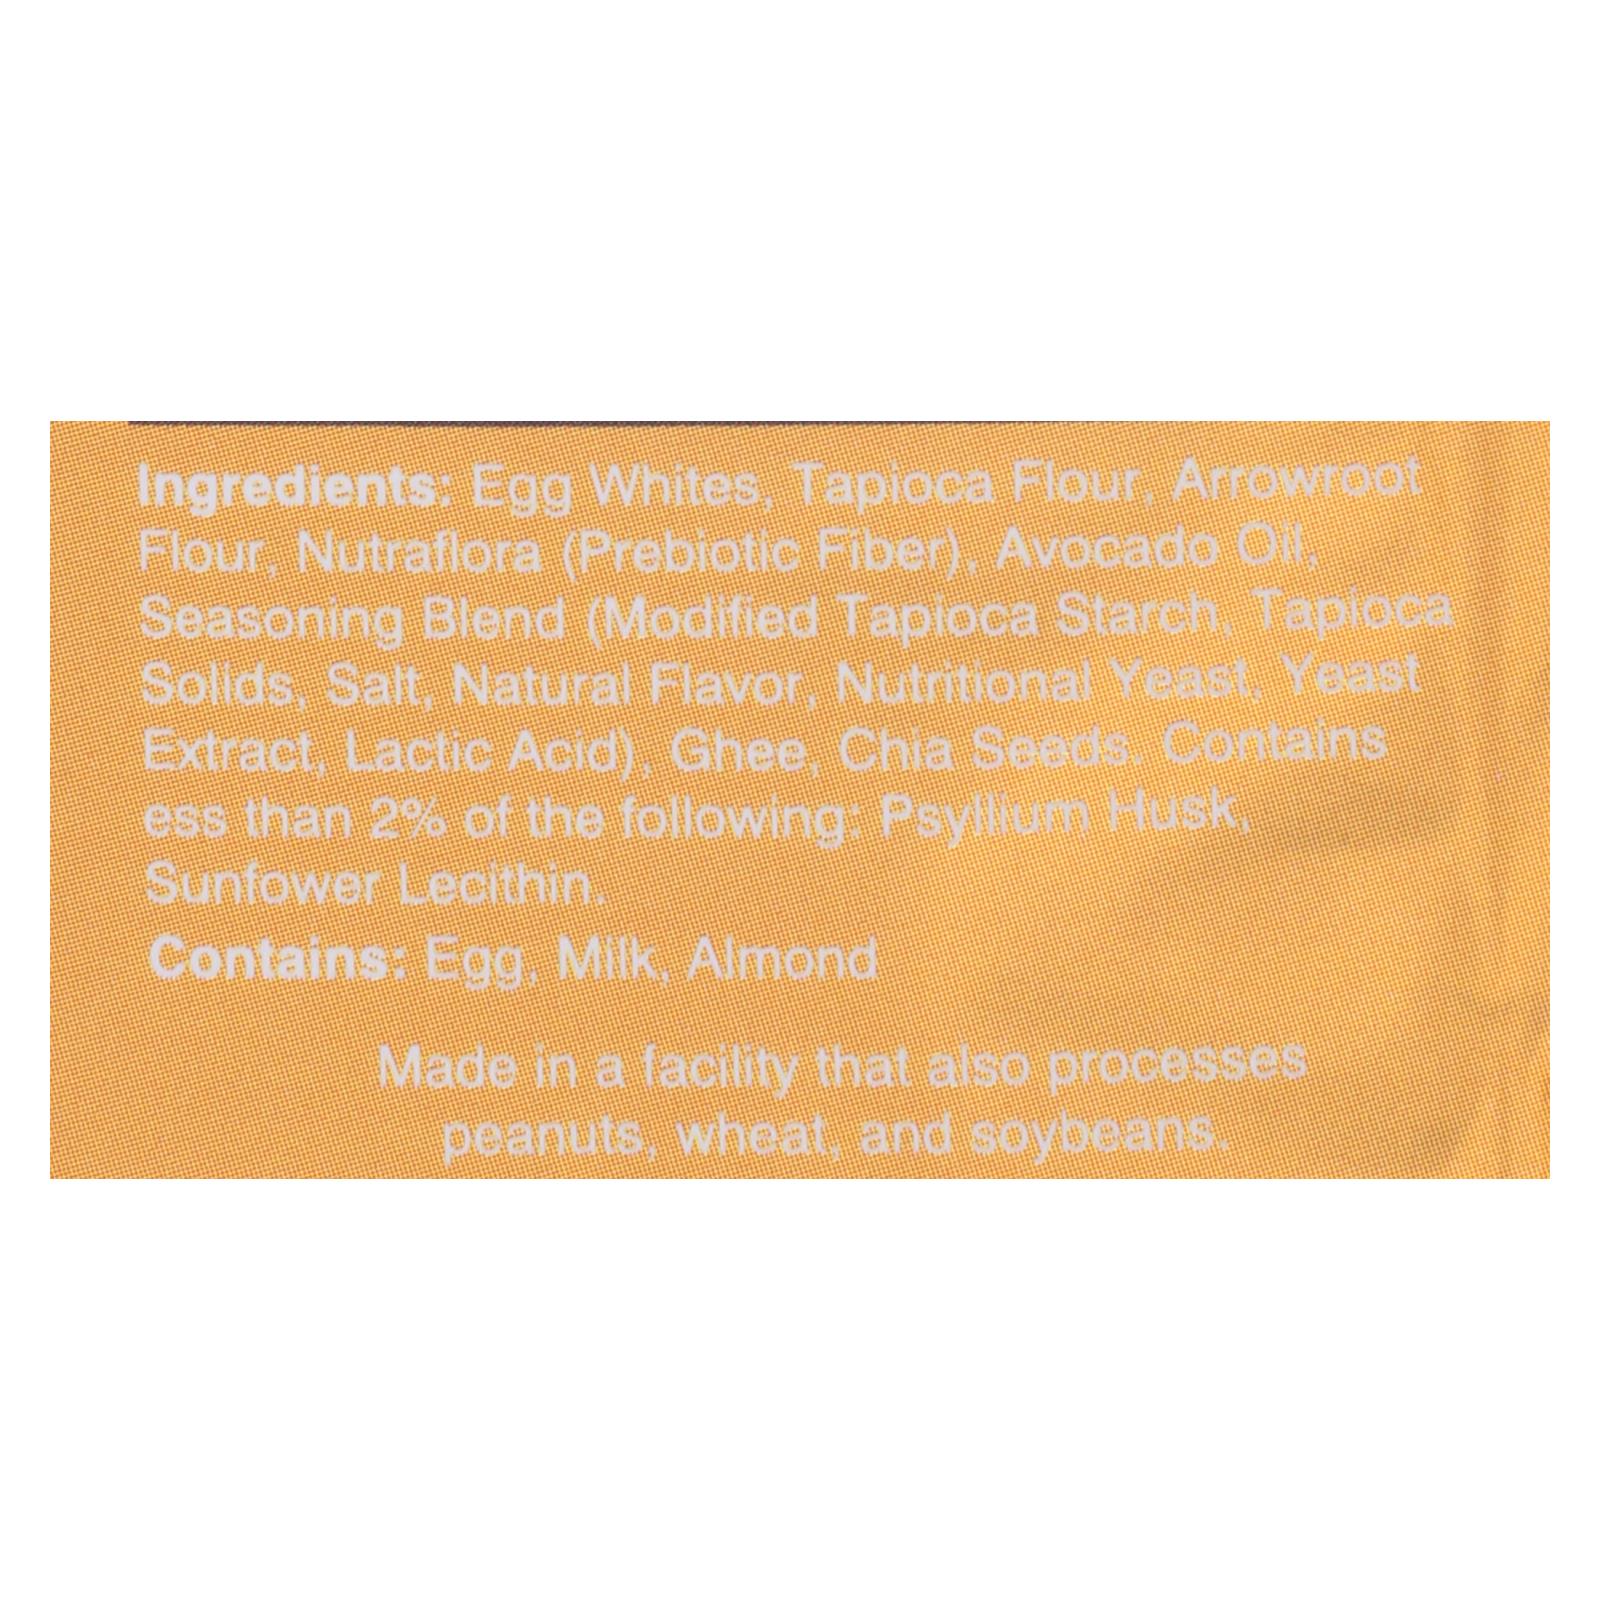 Ingredients: Egg Whites, Tapioca Flour, Arrowroot
Flour, Nutraflora (Prebiotic Fiber), Avocado Oil,
Seasoning Blend (Modified Tapioca Starch, Tapioca
Solids, Salt, Natural Flavor, Nutritional Yeast, Yeast
Extract, Lactic Acid), Ghee, Chia Seeds. Contains
ess than 2% of the following: Psyllium Husk,
Sunfower Lecithin.
Contains: Egg, Milk, Almond
Made in a facility that also processes
peanuts, wheat, and soybeans.